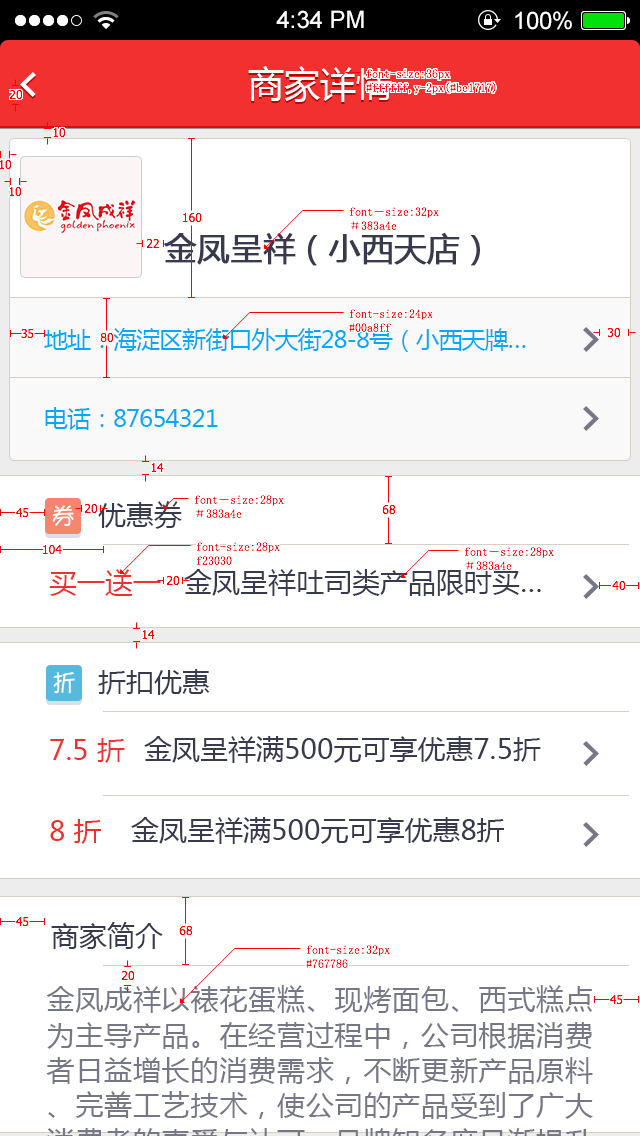 4:34 PM 100%
商家详情
font-size:36px
#ffffff,y-2px(#be1717)
20
10
10
10
金凤成祥
golden phoenix
160
22
font-size:32px
#383a4e
金凤呈祥（小西天店）
font-size:24px
#00a8ff
35
地址：海淀区新街口外大街28-8号（小西天牌...
80
30
电话：87654321
14
45
券
20
优惠券
font-size:28px
#383a4e
68
104
font-size:28px
f23030
font-size:28px
#383a4e
买一送一
20
金凤呈祥吐司类产品限时买...
40
14
折 折扣优惠
7.5 折 金凤呈祥满500元可享优惠7.5折
8 折 金凤呈祥满500元可享优惠8折
45
商家简介
68
font-size:32px
#767786
20
45
金凤成祥以裱花蛋糕、现烤面包、西式糕点
为主导产品。在经营过程中，公司根据消费
者日益增长的消费需求，不断更新产品原料
、完善工艺技术，使公司的产品受到了广大